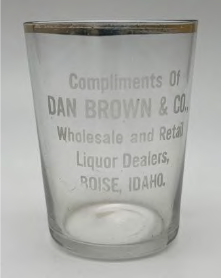 Compliments Of
DAN BROWN & CO.,
Wholesale and Retail
Liquor Dealers,
BOISE, IDAHO.